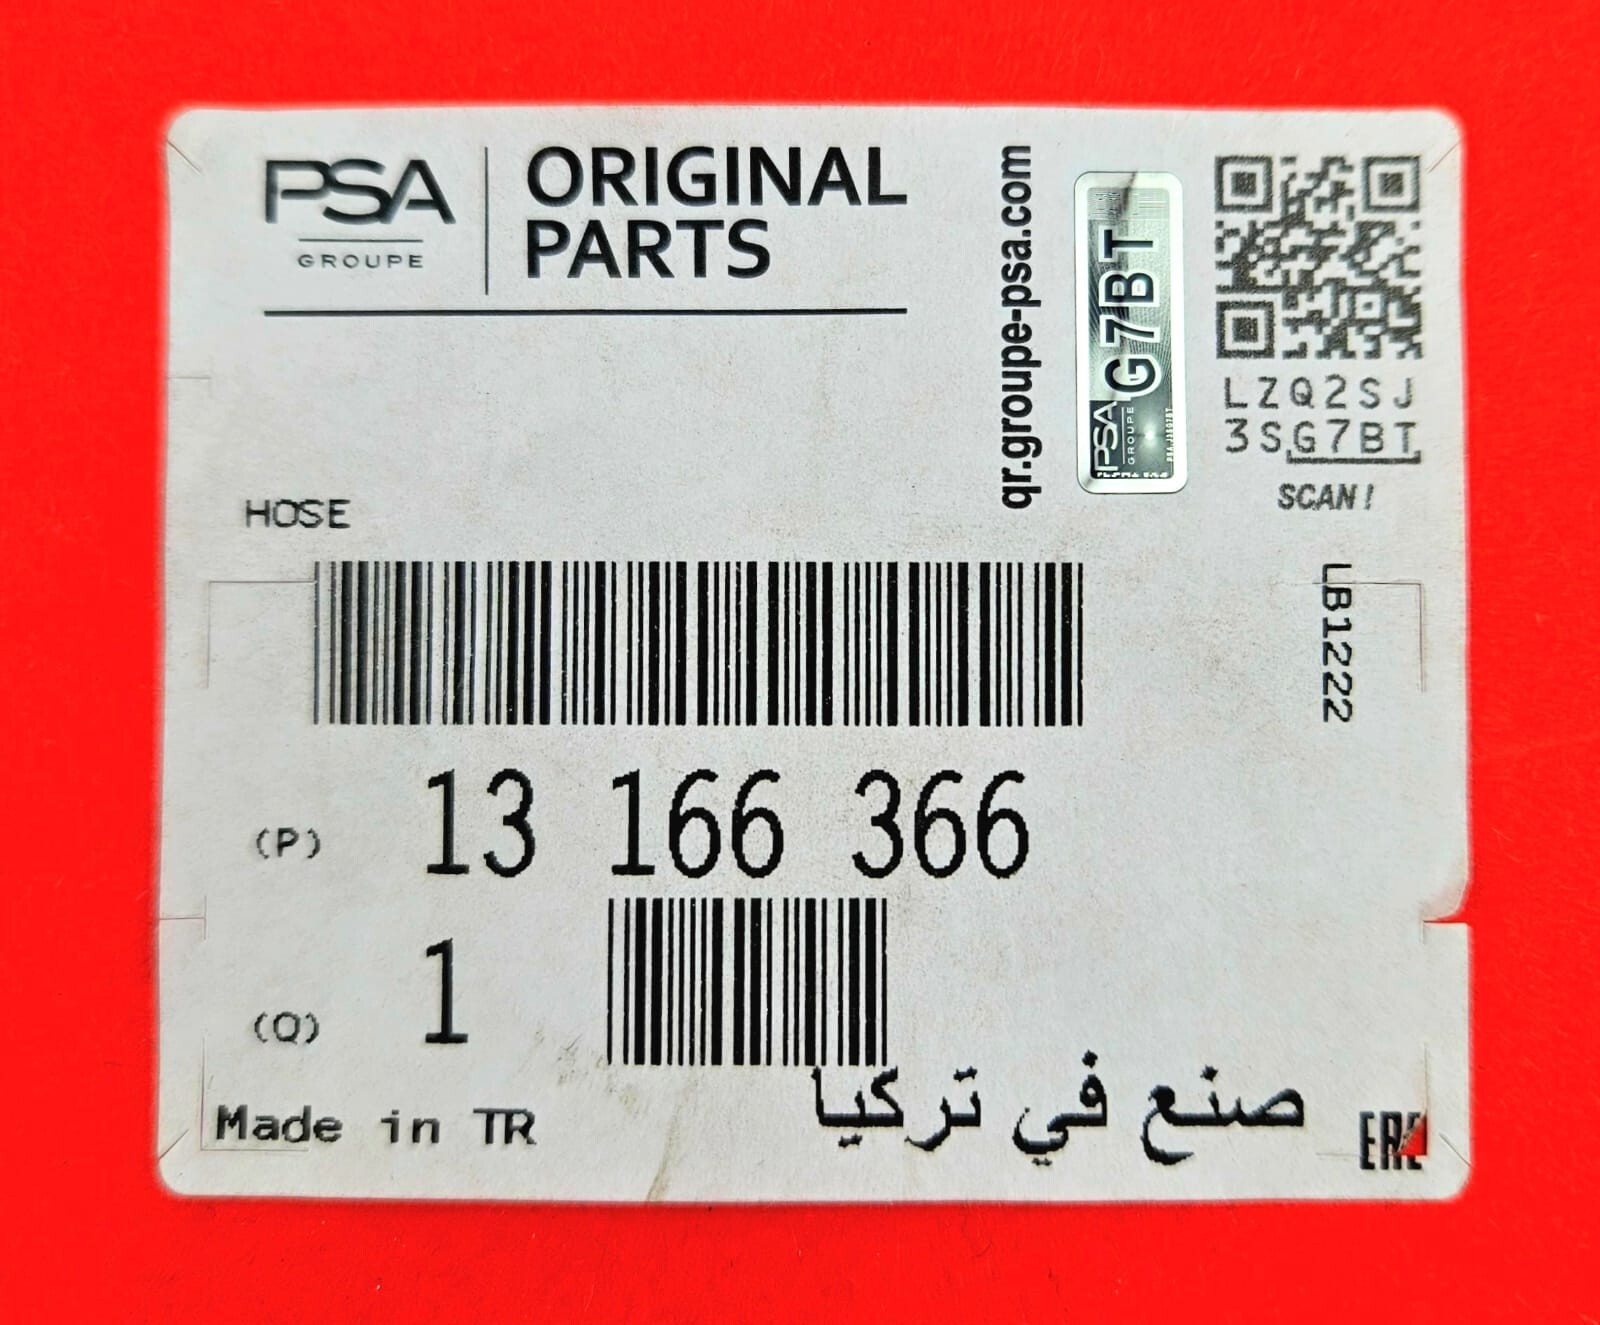 PSA
GROUPE
ORIGINAL
PARTS
qr.groupe-psa.com
G7BT
PSA
GROUPE
LZQ2SJ
3SG7BT
SCAN!
HOSE
LB1222
(P) 13 166 366
(Q) 1
Made in TR
صنع في تركيا